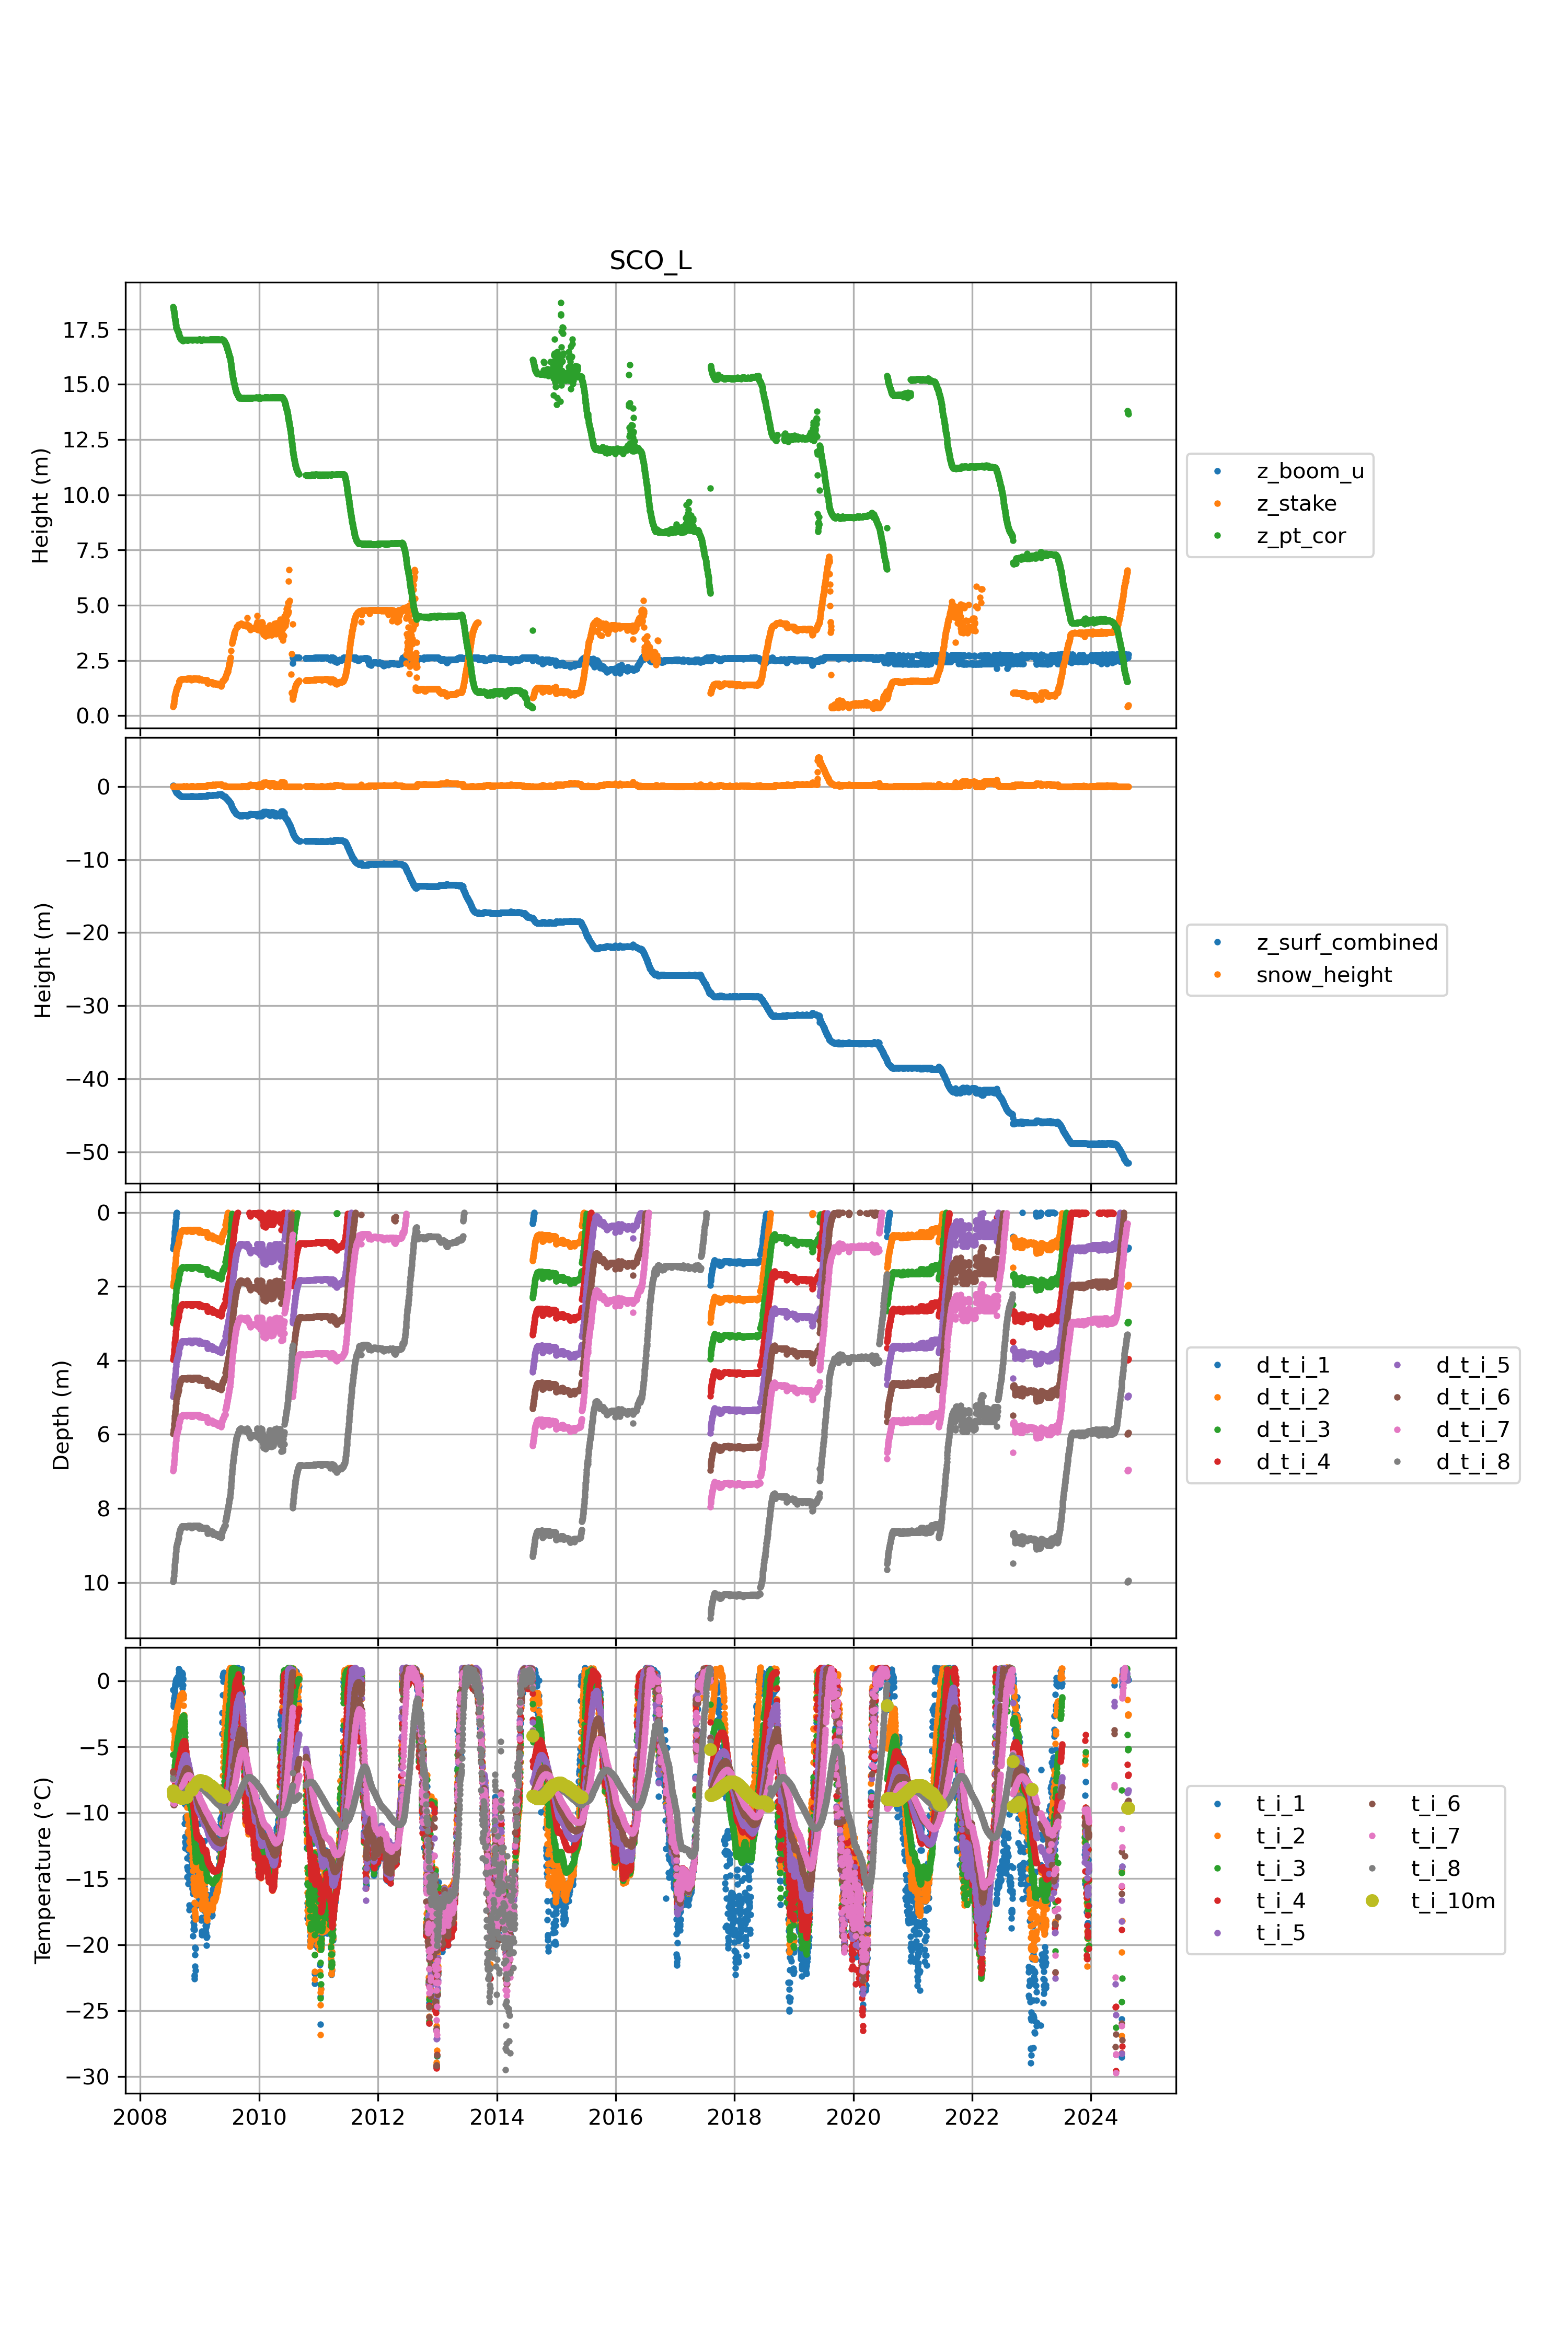 SCO_L
Height (m)
17.5
15.0
12.5
10.0
7.5
5.0
2.5
0.0
z_boom_u
z_stake
z_pt_cor
Height (m)
0
−10
−20
−30
−40
−50
z_surf_combined
snow_height
Depth (m)
0
2
4
6
8
10
d_t_i_1 d_t_i_5
d_t_i_2 d_t_i_6
d_t_i_3 d_t_i_7
d_t_i_4 d_t_i_8
Temperature (°C)
0
−5
−10
−15
−20
−25
−30
t_i_1 t_i_6
t_i_2 t_i_7
t_i_3 t_i_8
t_i_4 t_i_10m
t_i_5
2008 2010 2012 2014 2016 2018 2020 2022 2024